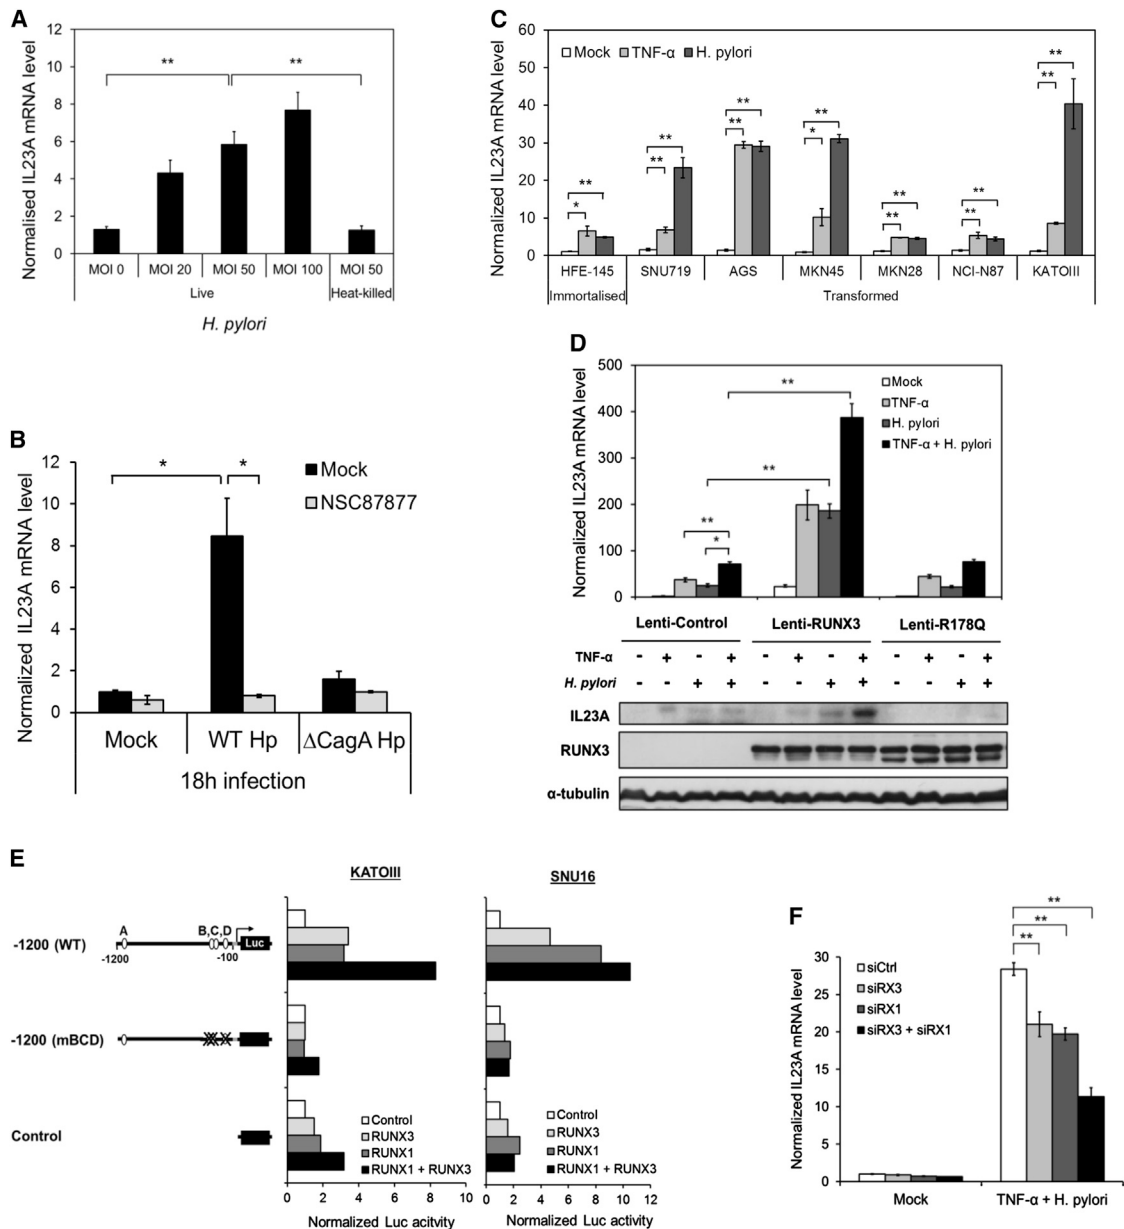 A
Normalised IL23A mRNA level
12
10
8
6
4
2
0
** **
MOI 0 MOI 20 MOI 50 MOI 100 MOI 50
Live Heat-killed
H. pylori
B
Normalized IL23A mRNA level
12
10
8
6
4
2
0
* *
Mock
NSC87877
Mock WT Hp ΔCagA Hp
18h infection
C
Normalized IL23A mRNA level
60
50
40
30
20
10
0
Mock TNF-α H. pylori
* ** ** ** ** ** * ** ** ** ** ** ** **
HFE-145 SNU719 AGS MKN45 MKN28 NCI-N87 KATOIII
Immortalised Transformed
D
Normalized IL23A mRNA level
500
400
300
200
100
0
Mock
TNF-α
H. pylori
TNF-α + H. pylori
**
**
**
*
Lenti-Control Lenti-RUNX3 Lenti-R178Q
TNF-α - + - + - + - + - + - +
H. pylori - - + + - - + + - - + +
IL23A
RUNX3
α-tubulin
E
KATOIII SNU16
-1200 (WT) A B,C,D Luc
-1200 -100
-1200 (mBCD)
Control
Control
RUNX3
RUNX1
RUNX1 + RUNX3
0 2 4 6 8 10
Normalized Luc acitvity
Control
RUNX3
RUNX1
RUNX1 + RUNX3
0 2 4 6 8 10 12
Normalized Luc activity
F
Normalized IL23A mRNA level
30
25
20
15
10
5
0
siCtrl
siRX3
siRX1
siRX3 + siRX1
**
**
**
Mock TNF-α + H. pylori